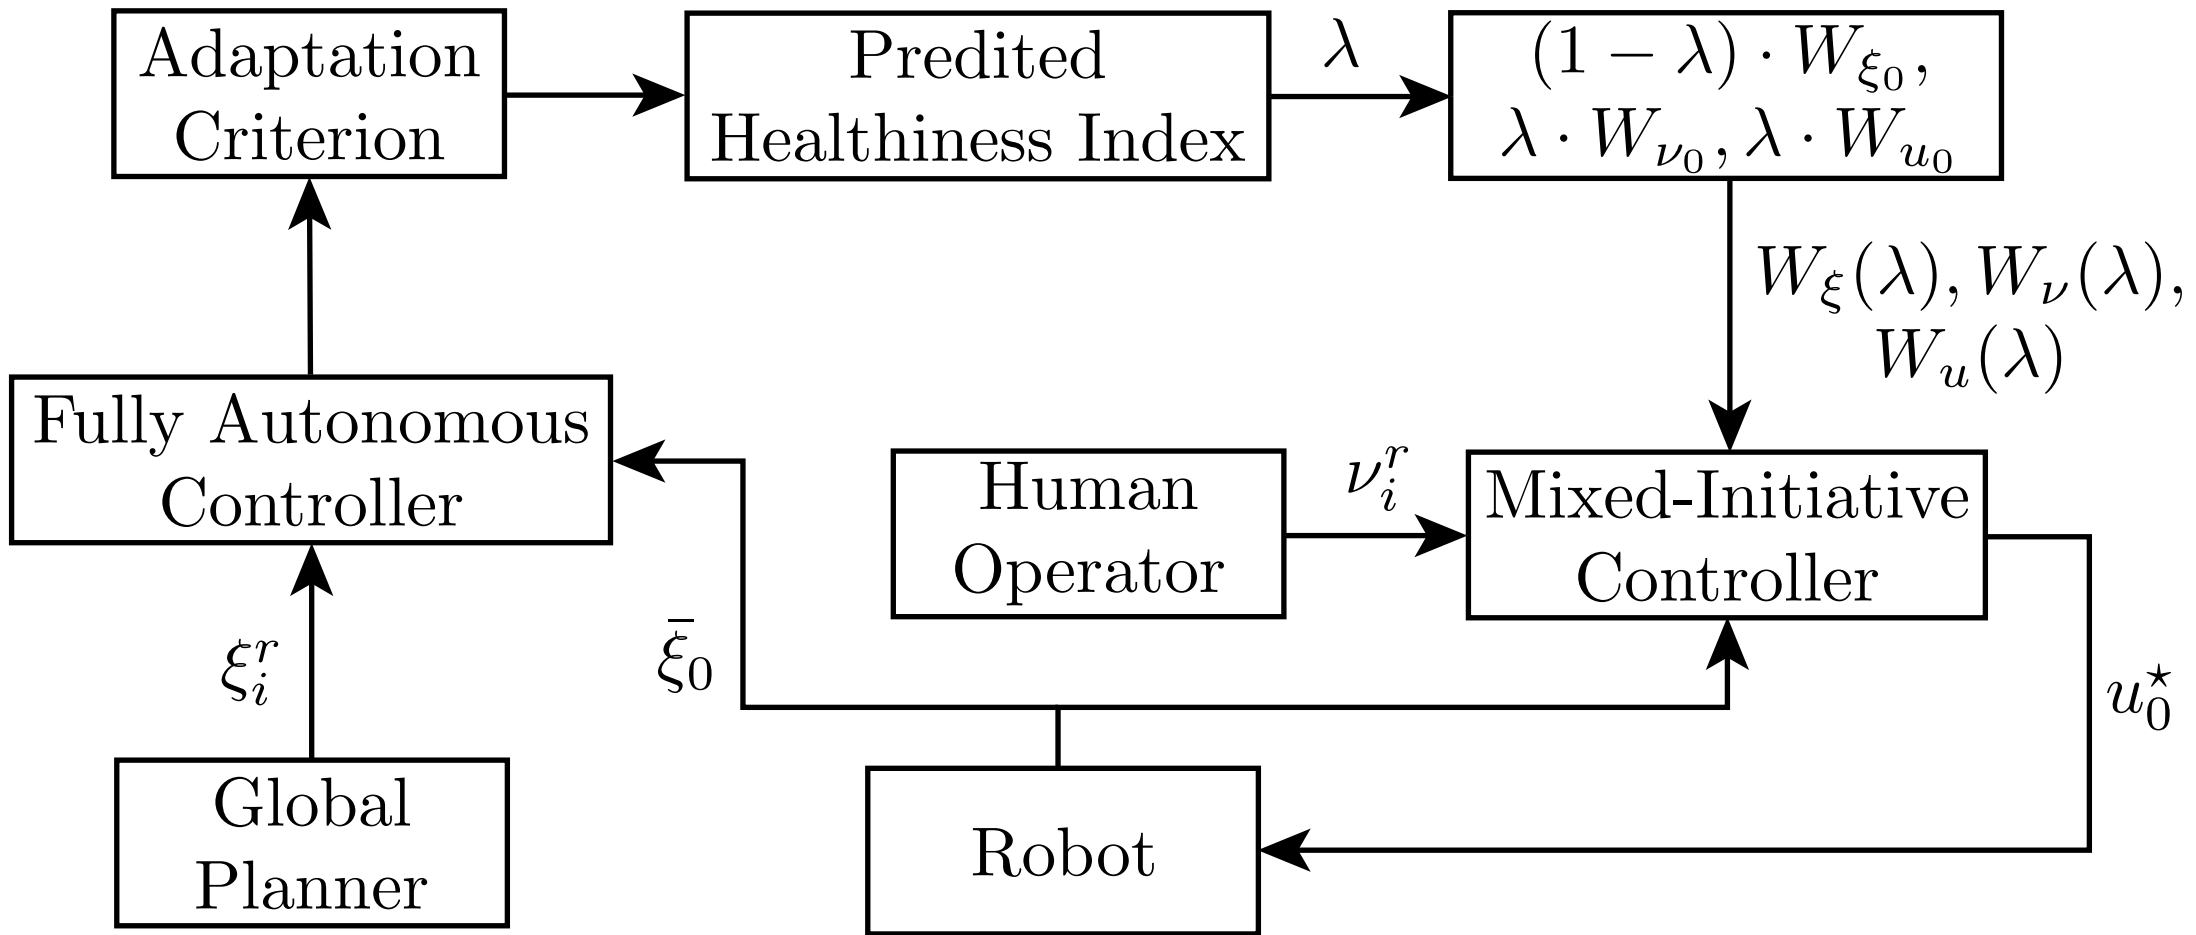 Adaptation
Criterion
Predited
Healthiness Index
λ
(1 − λ) · W_{ξ_0},
λ · W_{ν_0}, λ · W_{u_0}
W_ξ(λ), W_ν(λ),
W_u(λ)
Fully Autonomous
Controller
Human
Operator
ν_i^r
Mixed-Initiative
Controller
ξ_i^r
ξ̄_0
u_0^⋆
Global
Planner
Robot